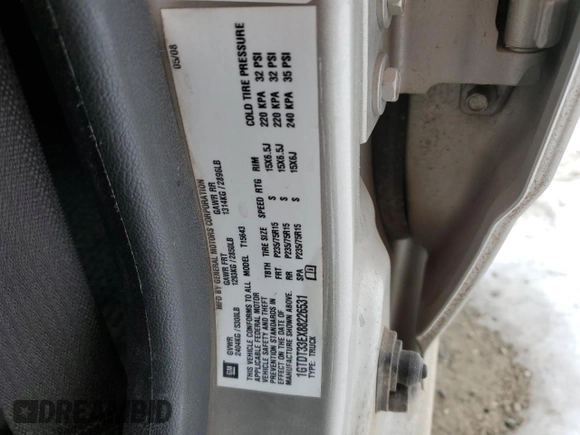 MFD BY GENERAL MOTORS CORPORATION
05/08
GVWR GAWR FRT GAWR RR
2404KG / 5300LB 1293KG / 2850LB 1314KG / 2896LB
GM
THIS VEHICLE CONFORMS TO ALL
APPLICABLE FEDERAL MOTOR
VEHICLE SAFETY AND THEFT
PREVENTION STANDARDS IN
EFFECT ON THE DATE OF
MANUFACTURE SHOWN ABOVE.
1GTDT33EX88226531
TYPE: TRUCK
MODEL T15643
TBTH TIRE SIZE SPEED RTG RIM COLD TIRE PRESSURE
FRT P235/75R15 S 15X6.5J 220 KPA 32 PSI
RR P235/75R15 S 15X6.5J 220 KPA 32 PSI
SPA P235/75R15 S 15X6J 240 KPA 35 PSI
DREAMBID